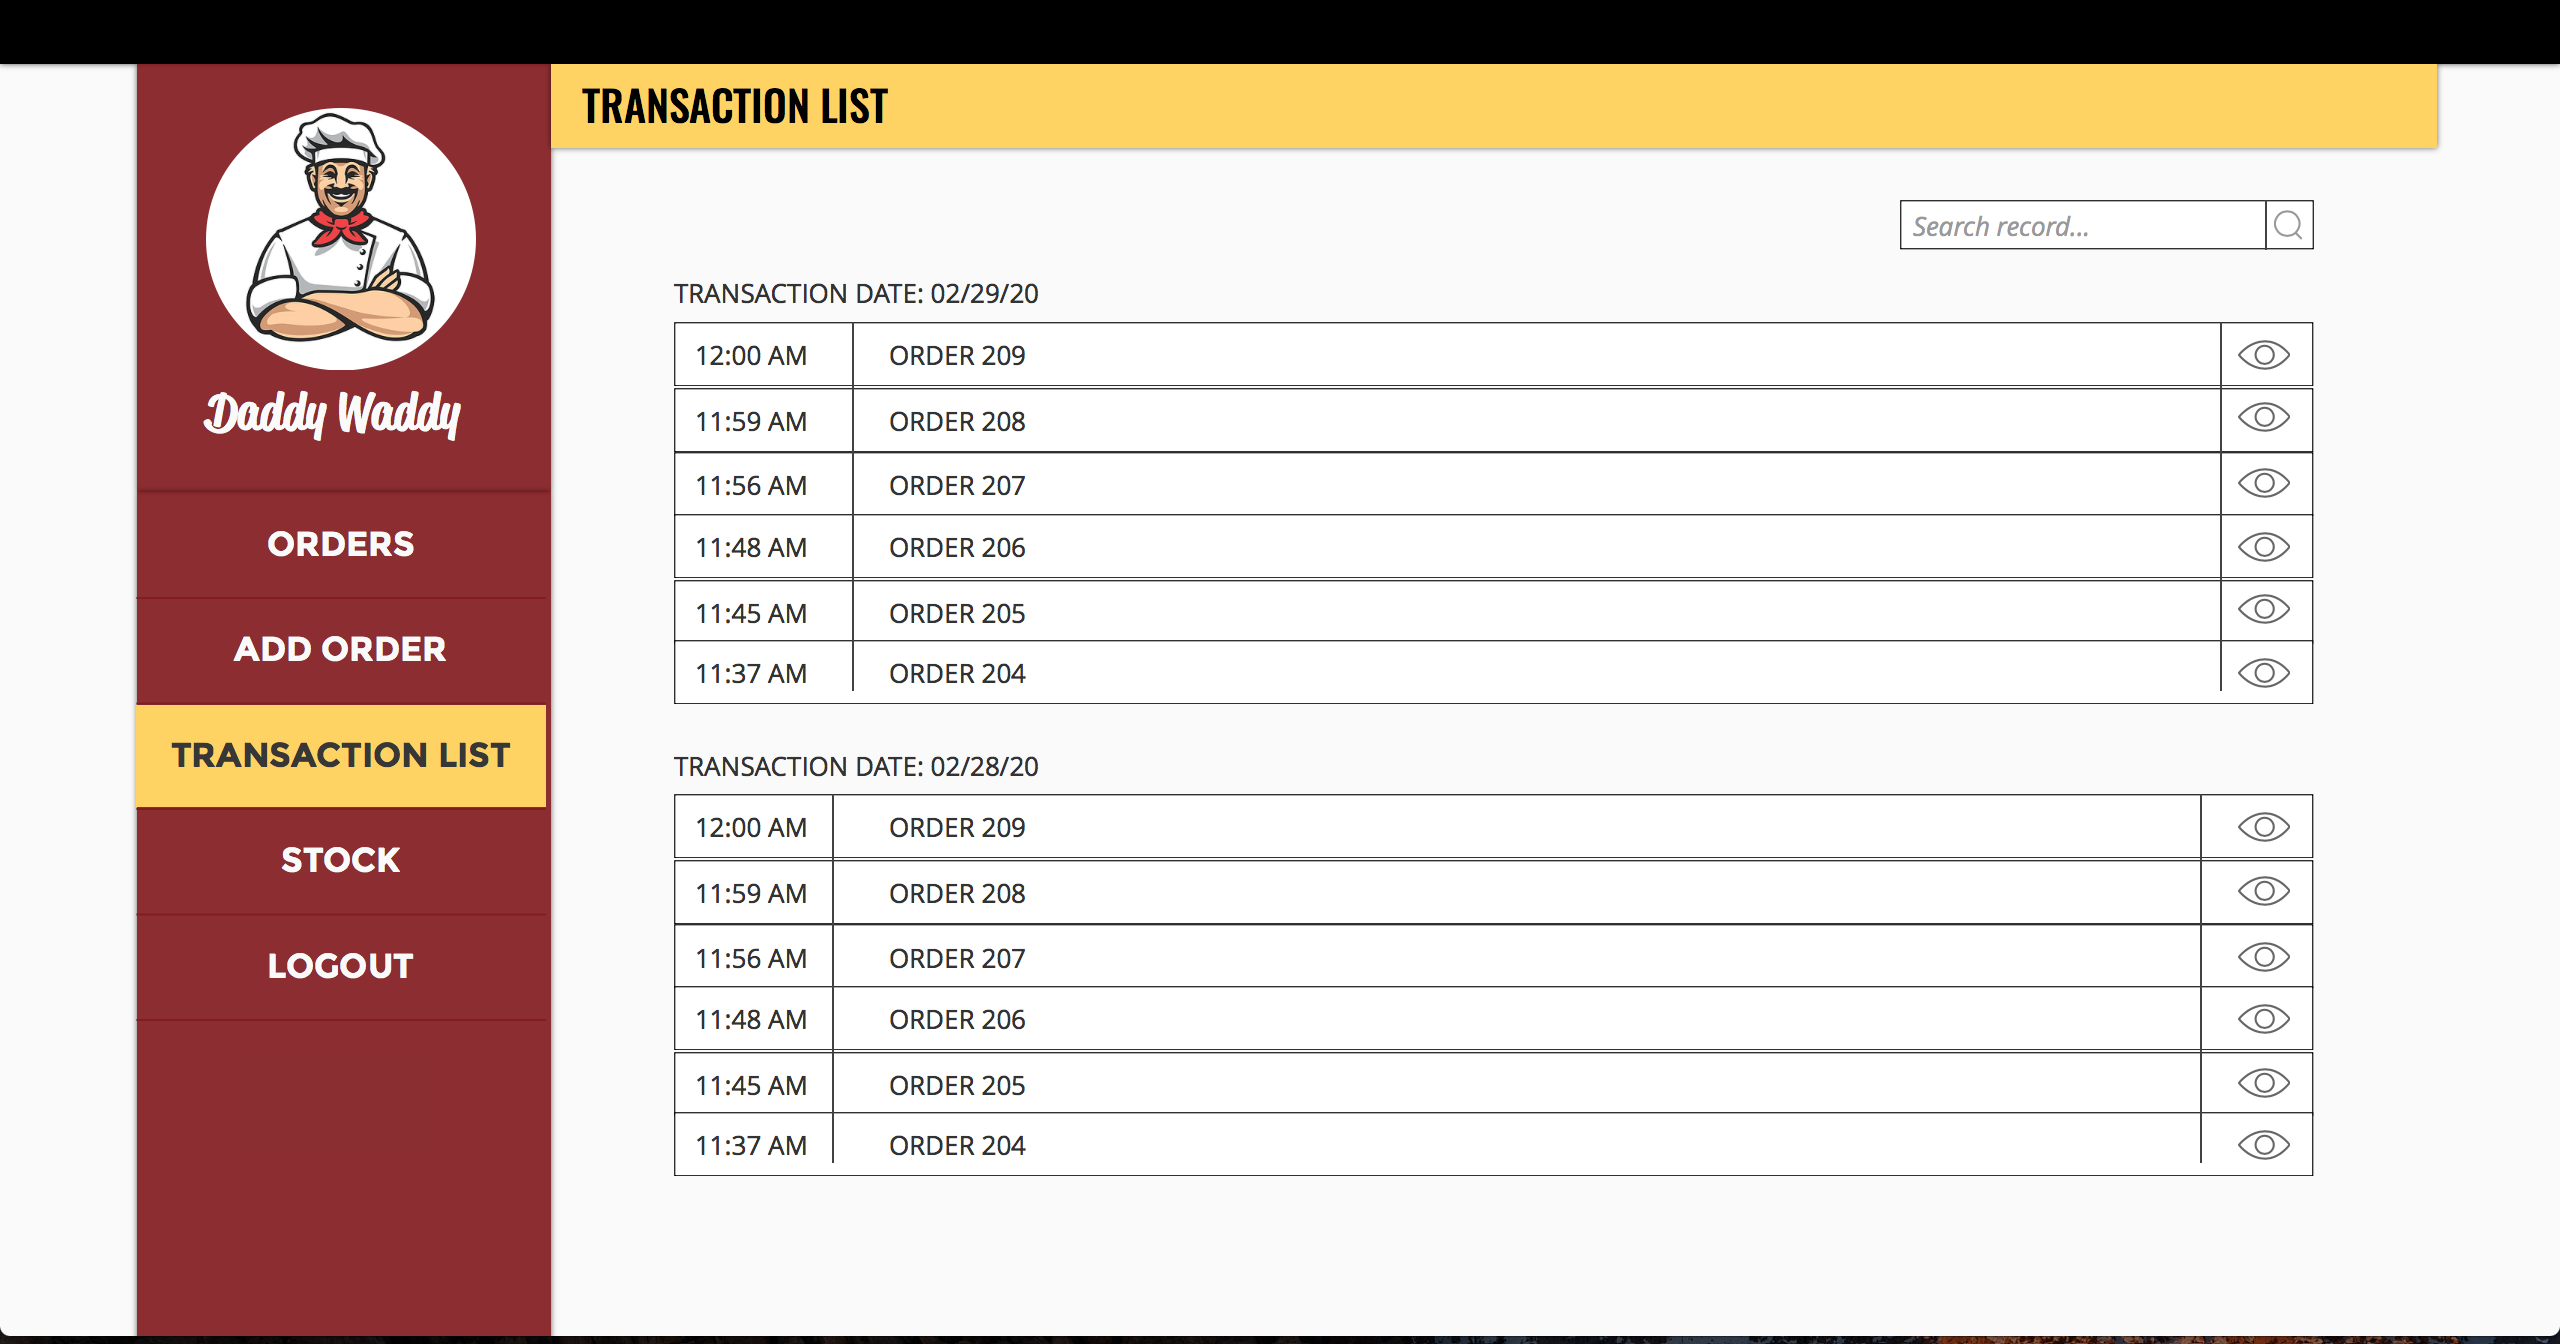 TRANSACTION LIST
Daddy Waddy
ORDERS
ADD ORDER
TRANSACTION LIST
STOCK
LOGOUT
Search record...
TRANSACTION DATE: 02/29/20
12:00 AM ORDER 209
11:59 AM ORDER 208
11:56 AM ORDER 207
11:48 AM ORDER 206
11:45 AM ORDER 205
11:37 AM ORDER 204
TRANSACTION DATE: 02/28/20
12:00 AM ORDER 209
11:59 AM ORDER 208
11:56 AM ORDER 207
11:48 AM ORDER 206
11:45 AM ORDER 205
11:37 AM ORDER 204